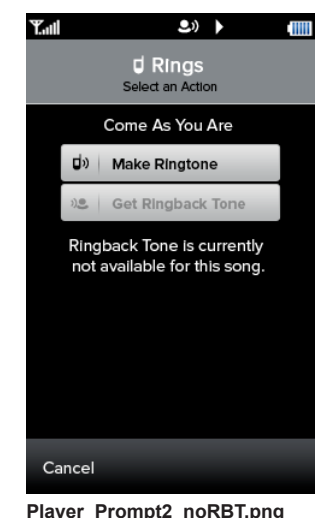 Rings
Select an Action
Come As You Are
Make Ringtone
Get Ringback Tone
Ringback Tone is currently
not available for this song.
Cancel
Player_Prompt2_noRBT.png